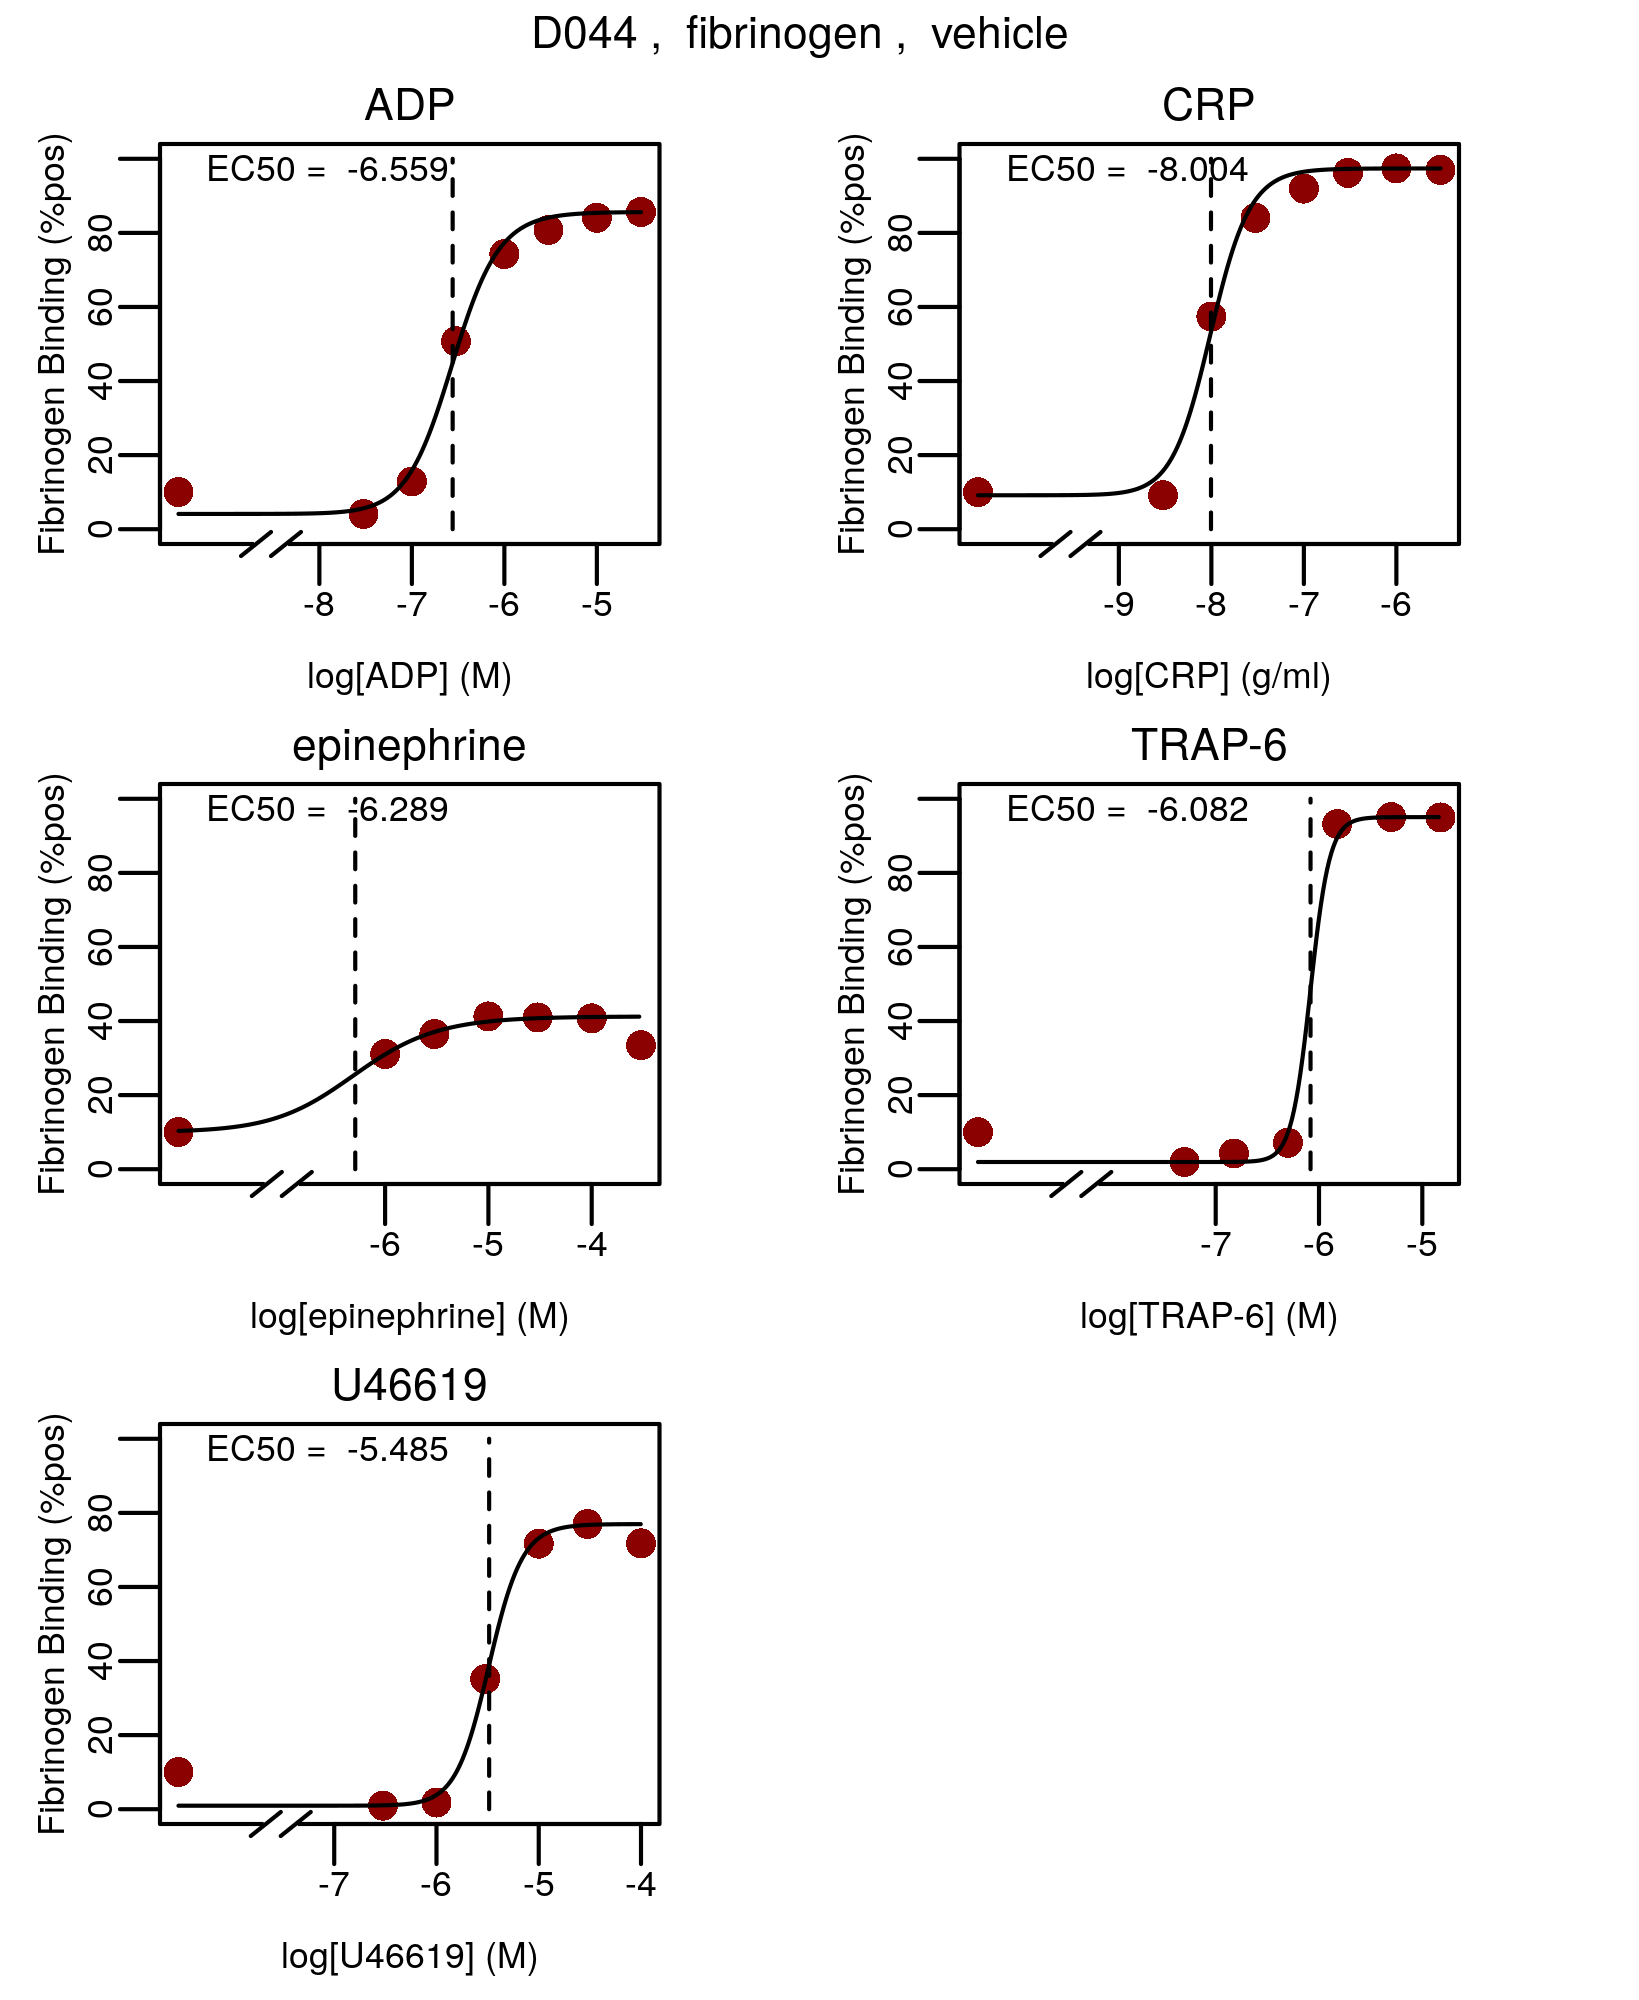 D044 , fibrinogen , vehicle
ADP
EC50 = -6.559
Fibrinogen Binding (%pos)
80
60
40
20
0
-8 -7 -6 -5
log[ADP] (M)
CRP
EC50 = -8.004
Fibrinogen Binding (%pos)
80
60
40
20
0
-9 -8 -7 -6
log[CRP] (g/ml)
epinephrine
EC50 = -6.289
Fibrinogen Binding (%pos)
80
60
40
20
0
-6 -5 -4
log[epinephrine] (M)
TRAP-6
EC50 = -6.082
Fibrinogen Binding (%pos)
80
60
40
20
0
-7 -6 -5
log[TRAP-6] (M)
U46619
EC50 = -5.485
Fibrinogen Binding (%pos)
80
60
40
20
0
-7 -6 -5 -4
log[U46619] (M)